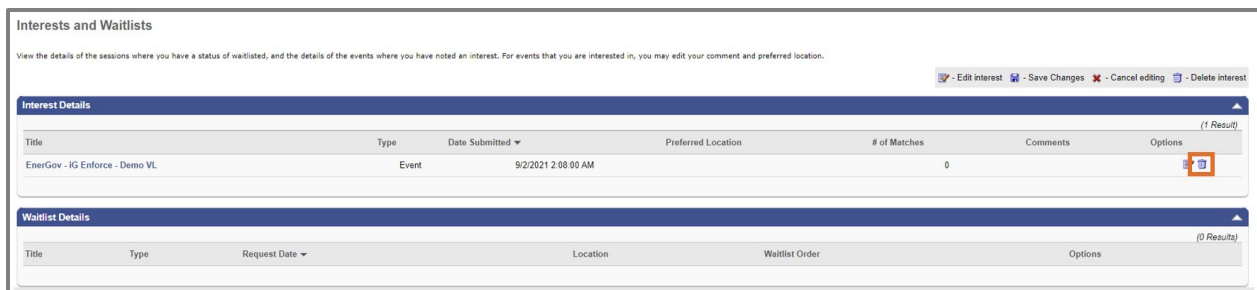 Interests and Waitlists
View the details of the sessions where you have a status of waitlisted, and the details of the events where you have noted an interest. For events that you are interested in, you may edit your comment and preferred location.
- Edit interest - Save Changes - Cancel editing - Delete interest
Interest Details
(1 Result)
Title Type Date Submitted Preferred Location # of Matches Comments Options
EnerGov - iG Enforce - Demo VL Event 9/2/2021 2:08:00 AM 0
Waitlist Details
(0 Results)
Title Type Request Date Location Waitlist Order Options